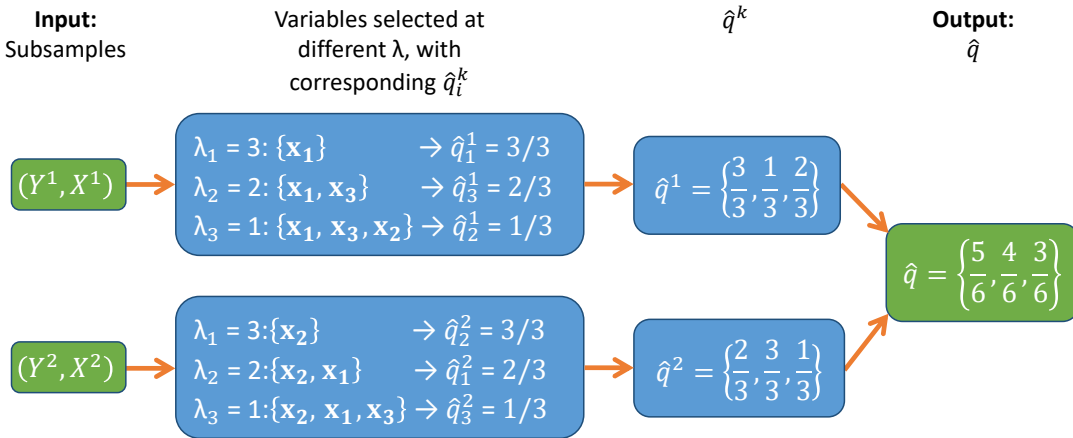 Input:
Subsamples
Variables selected at
different λ, with
corresponding q̂ᵢᵏ
q̂ᵏ
Output:
q̂
(Y¹, X¹)
λ₁ = 3: {x₁} → q̂₁¹ = 3/3
λ₂ = 2: {x₁, x₃} → q̂₃¹ = 2/3
λ₃ = 1: {x₁, x₃, x₂} → q̂₂¹ = 1/3
q̂¹ = {3/3, 1/3, 2/3}
q̂ = {5/6, 4/6, 3/6}
(Y², X²)
λ₁ = 3:{x₂} → q̂₂² = 3/3
λ₂ = 2:{x₂, x₁} → q̂₁² = 2/3
λ₃ = 1:{x₂, x₁, x₃} → q̂₃² = 1/3
q̂² = {2/3, 3/3, 1/3}